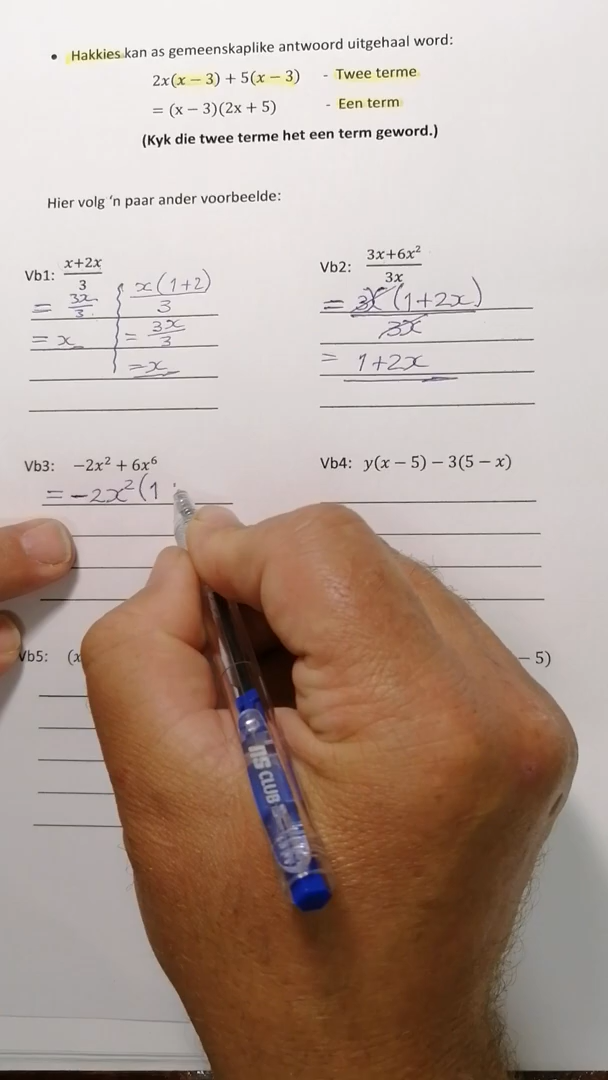 • Hakkies kan as gemeenskaplike antwoord uitgehaal word:
2x(x − 3) + 5(x − 3) - Twee terme
= (x − 3)(2x + 5) - Een term
(Kyk die twee terme het een term geword.)
Hier volg 'n paar ander voorbeelde:
Vb1: x+2x / 3
= 3x / 3
= x
x(1+2) / 3
= 3x / 3
= x
Vb2: 3x+6x² / 3x
= 3x(1+2x) / 3x
= 1+2x
Vb3: −2x² + 6x⁶
= −2x²(1
Vb4: y(x − 5) − 3(5 − x)
Vb5: (x
− 5)
CLUB